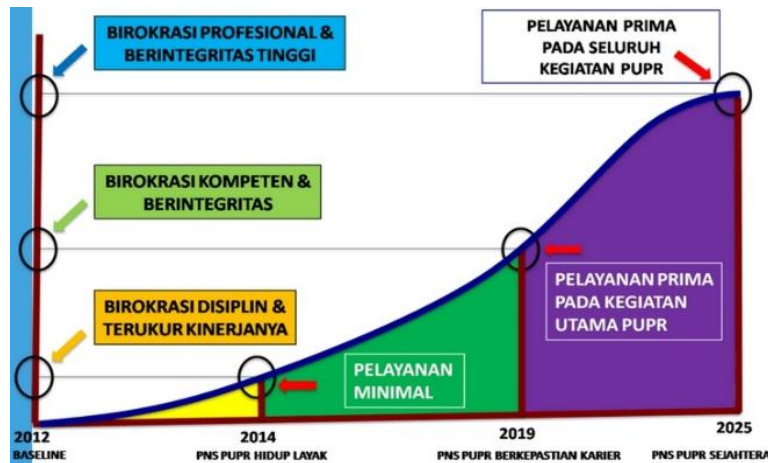 BIROKRASI PROFESIONAL &
BERINTEGRITAS TINGGI
PELAYANAN PRIMA
PADA SELURUH
KEGIATAN PUPR
BIROKRASI KOMPETEN &
BERINTEGRITAS
PELAYANAN PRIMA
PADA KEGIATAN
UTAMA PUPR
BIROKRASI DISIPLIN &
TERUKUR KINERJANYA
PELAYANAN
MINIMAL
2012
BASELINE
2014
PNS PUPR HIDUP LAYAK
2019
PNS PUPR BERKEPASTIAN KARIER
2025
PNS PUPR SEJAHTERA